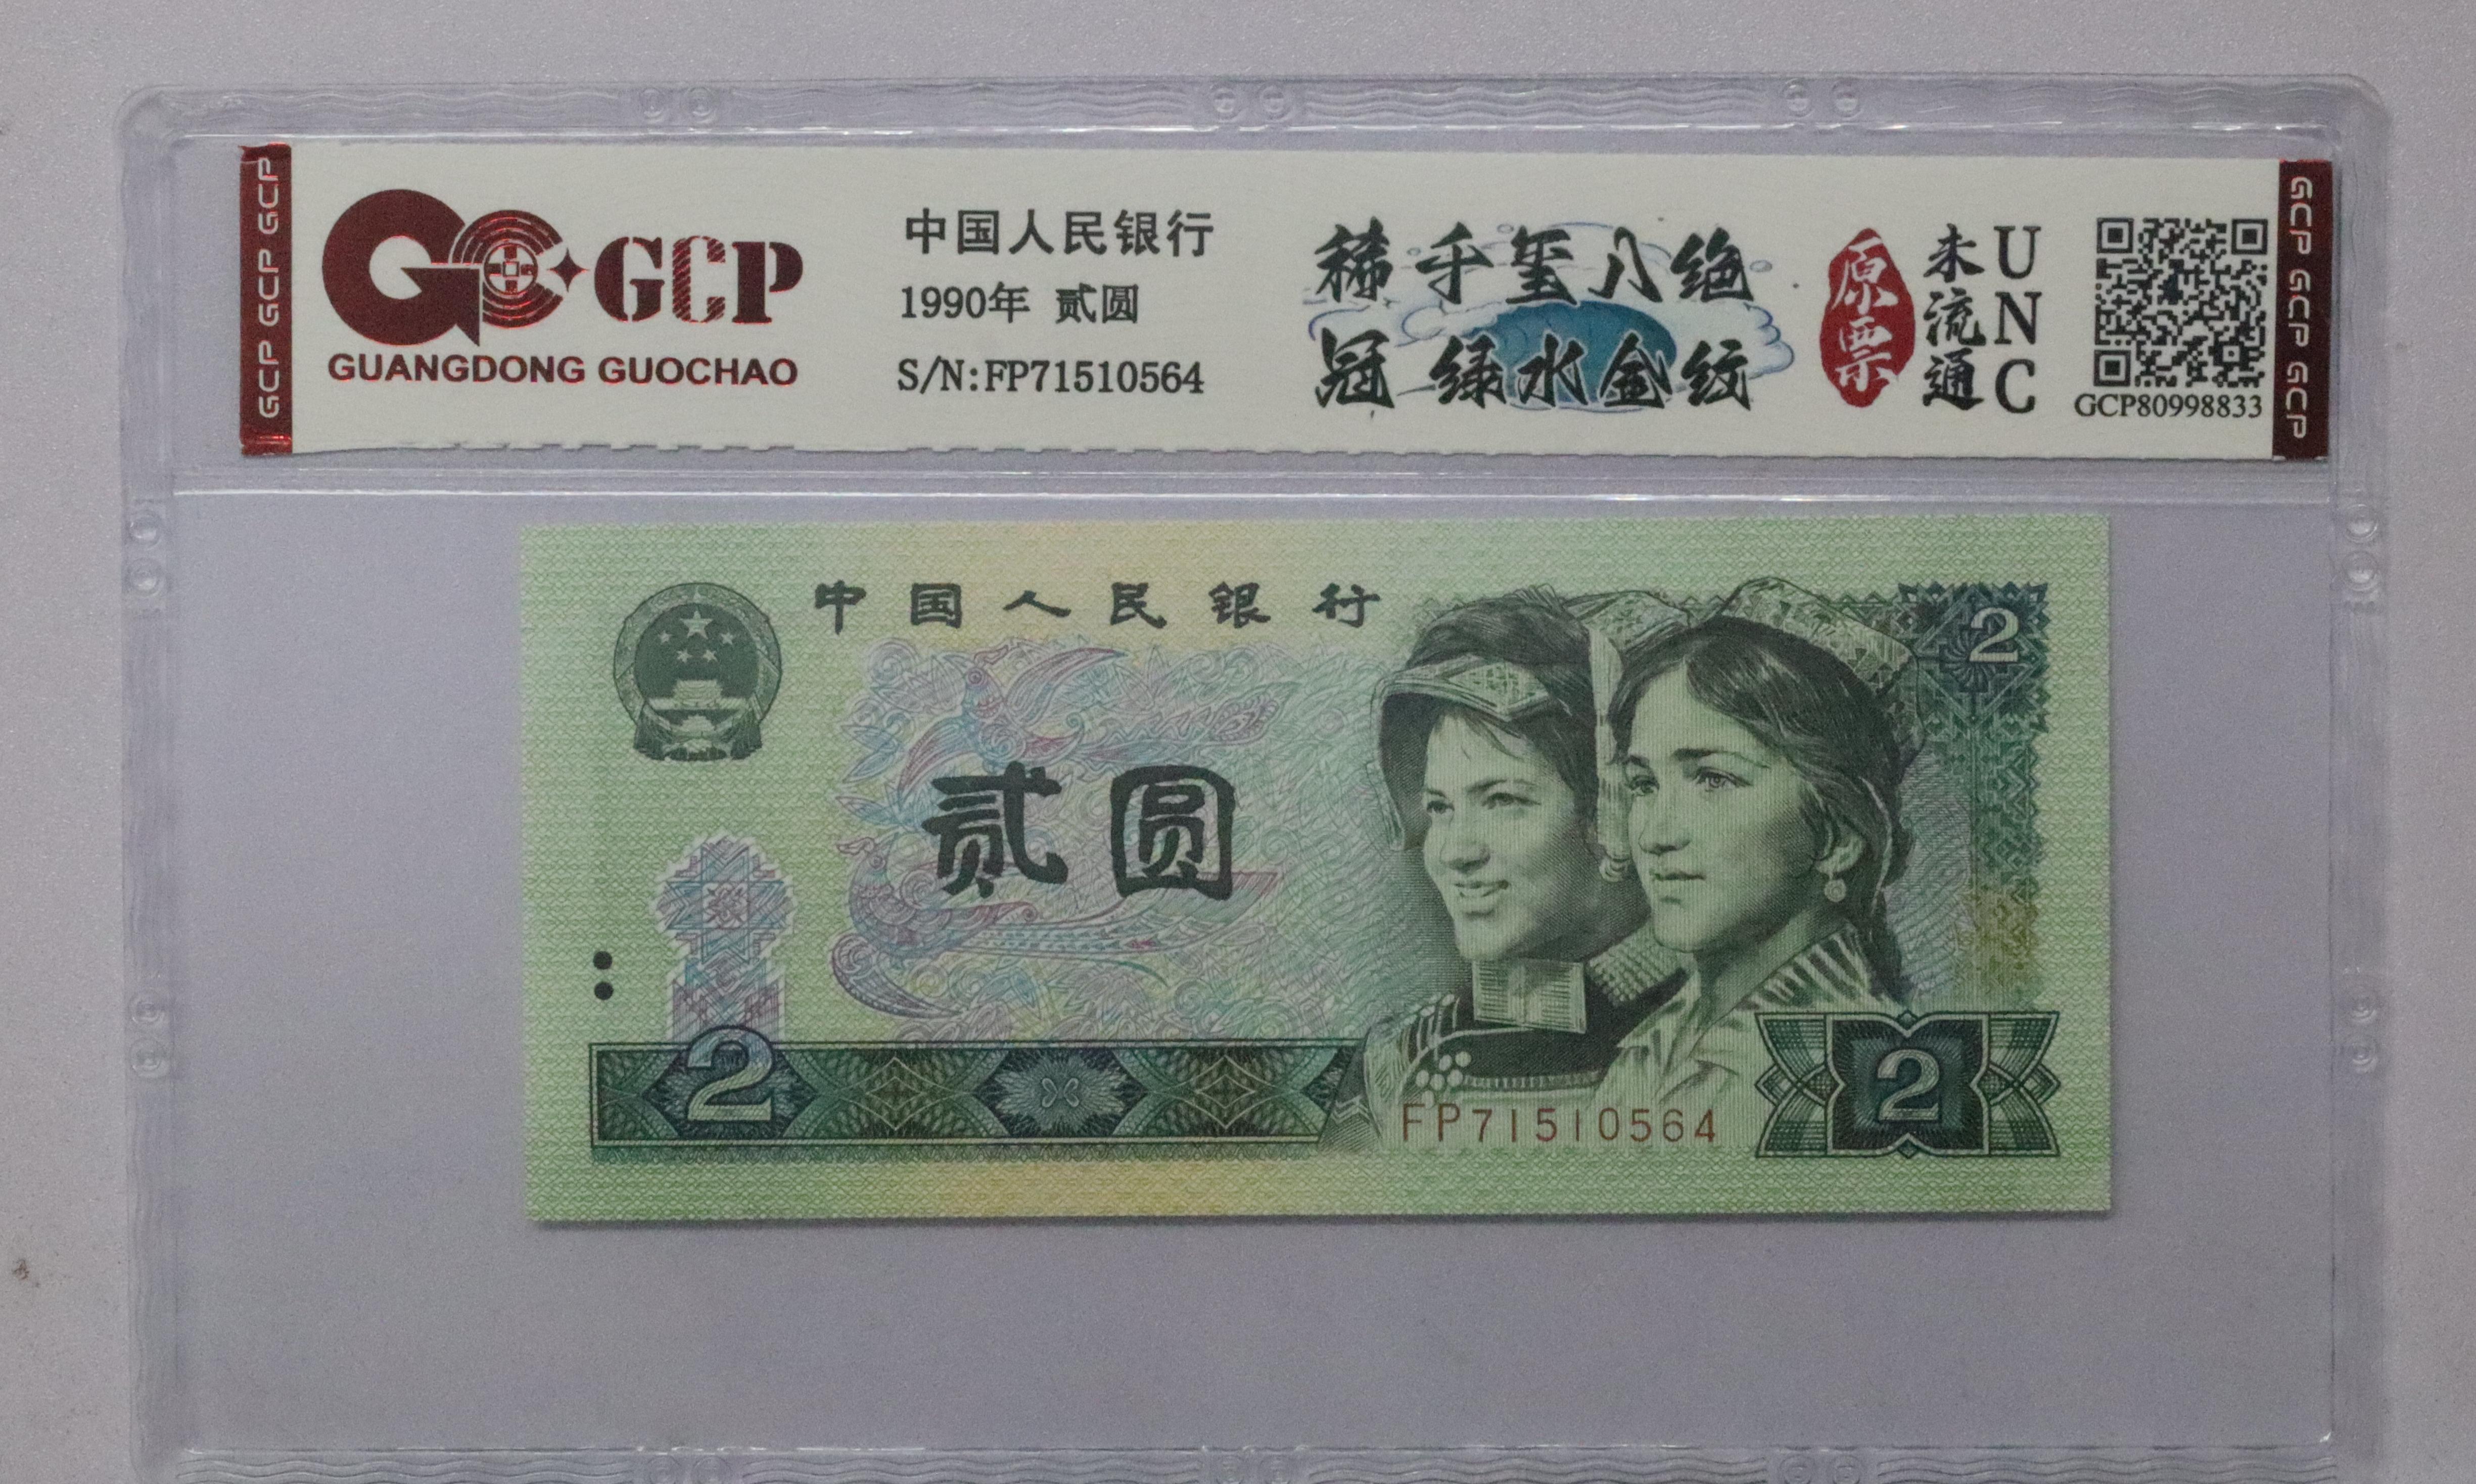 GCP GCP GCP
GCP
GUANGDONG GUOCHAO
中国人民银行
1990年 贰圆
S/N:FP71510564
稀千玺八绝
冠 绿水金纹
原票
未流通
UNC
GCP80998833
GCP GCP GCP
中国人民银行
2
贰圆
2
FP71510564
2